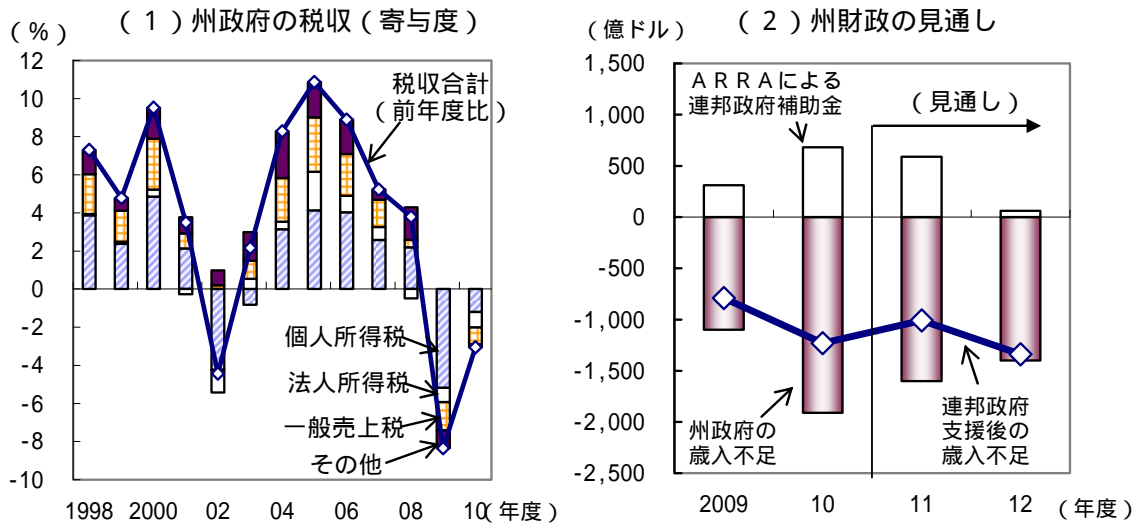 (1)州政府の税収(寄与度)
(%)
12
10
8
6
4
2
0
-2
-4
-6
-8
-10
税収合計
(前年度比)
個人所得税
法人所得税
一般売上税
その他
1998 2000 02 04 06 08 10(年度)
(2)州財政の見通し
(億ドル)
1,500
1,000
500
0
-500
-1,000
-1,500
-2,000
-2,500
ARRAによる
連邦政府補助金
(見通し)
州政府の
歳入不足
連邦政府
支援後の
歳入不足
2009 10 11 12 (年度)